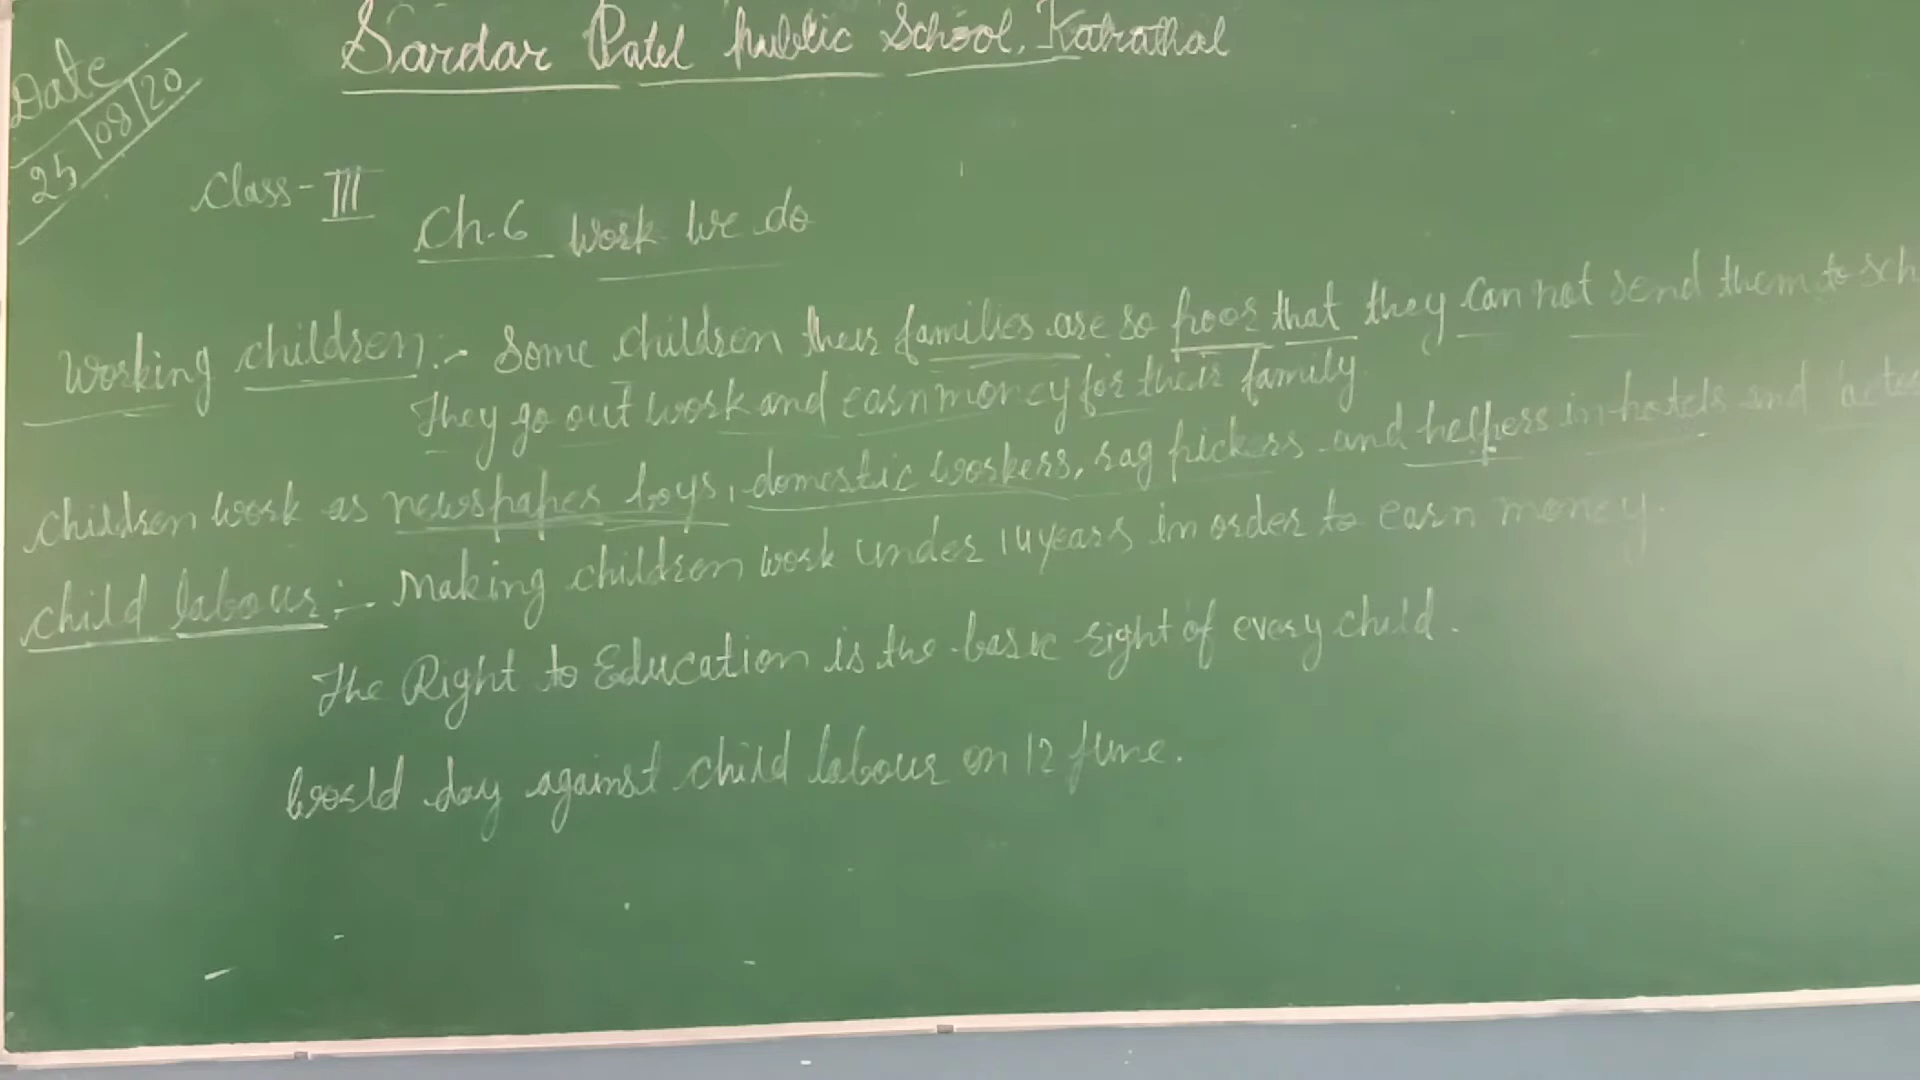 Sardar Patel Public School, Katrathal
Date
25/08/20
Class-III
Ch.6 Work We do
Working children:- Some children their families are so poor that they can not send them to sch
They go out work and earn money for their family
children work as newspaper boys, domestic workers, rag pickers and helpers in hotels and
child labour:- Making children work under 14 years in order to earn money.
The Right to Education is the basic right of every child.
World day against child labour on 12 June.